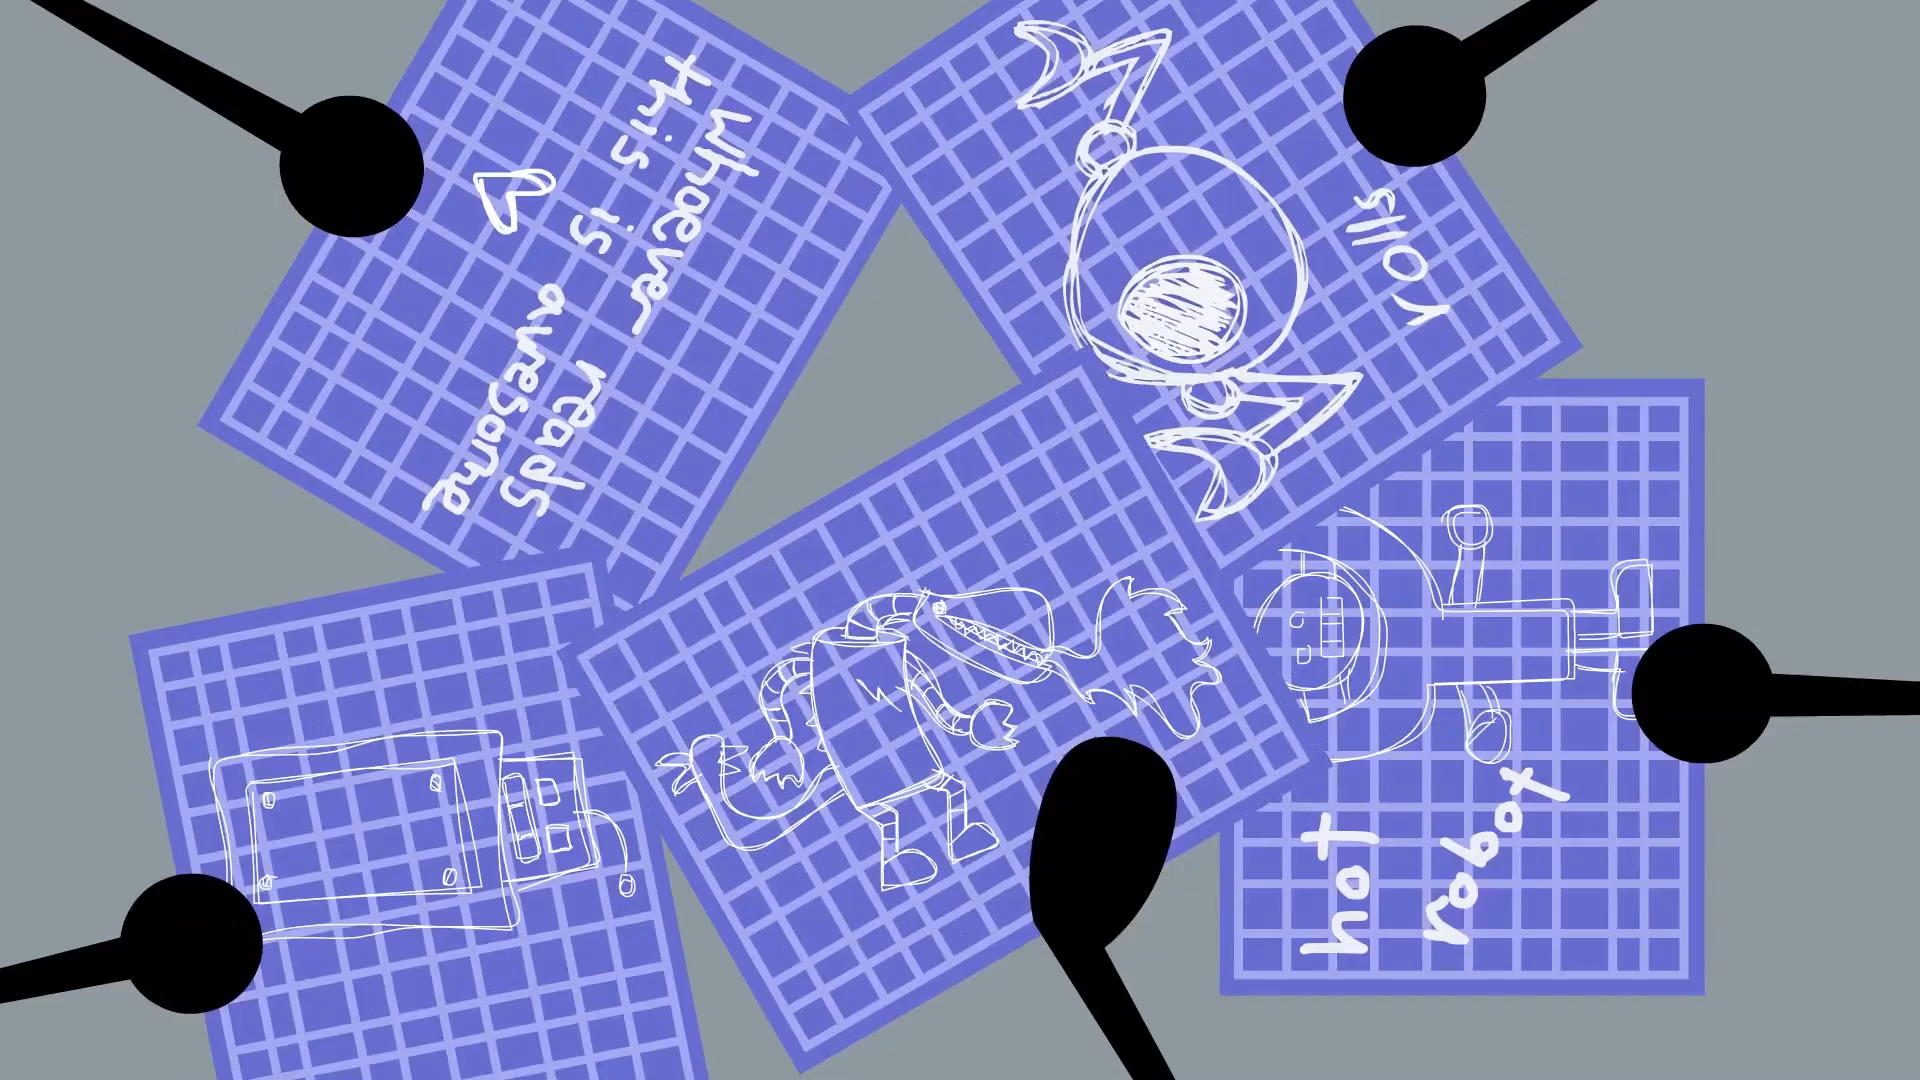 Whoever reads
this is awesome
rolls
hot
robot